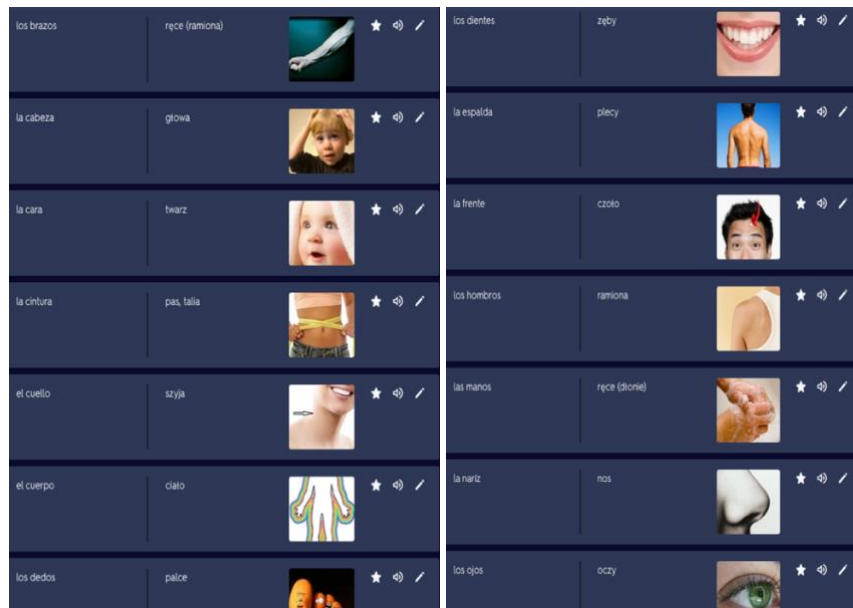 los brazos ręce (ramiona)
la cabeza głowa
la cara twarz
la cintura pas, talia
el cuello szyja
el cuerpo ciało
los dedos palce
los dientes zęby
la espalda plecy
la frente czoło
los hombros ramiona
las manos ręce (dłonie)
la nariz nos
los ojos oczy